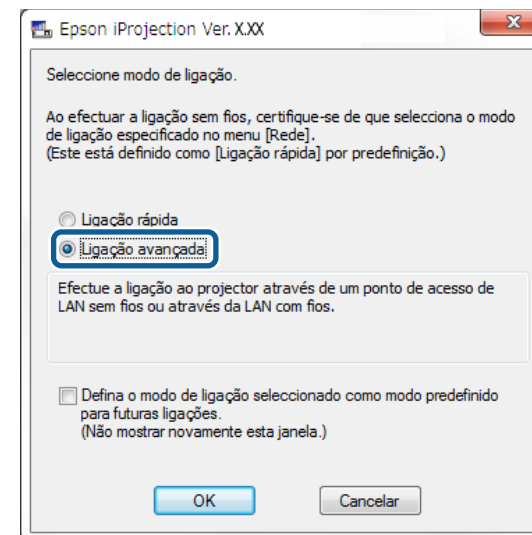 Epson iProjection Ver. X.XX
Seleccione modo de ligação.
Ao efectuar a ligação sem fios, certifique-se de que selecciona o modo
de ligação especificado no menu [Rede].
(Este está definido como [Ligação rápida] por predefinição.)
Ligação rápida
Ligação avançada
Efectue a ligação ao projector através de um ponto de acesso de
LAN sem fios ou através da LAN com fios.
Defina o modo de ligação seleccionado como modo predefinido
para futuras ligações.
(Não mostrar novamente esta janela.)
OK Cancelar